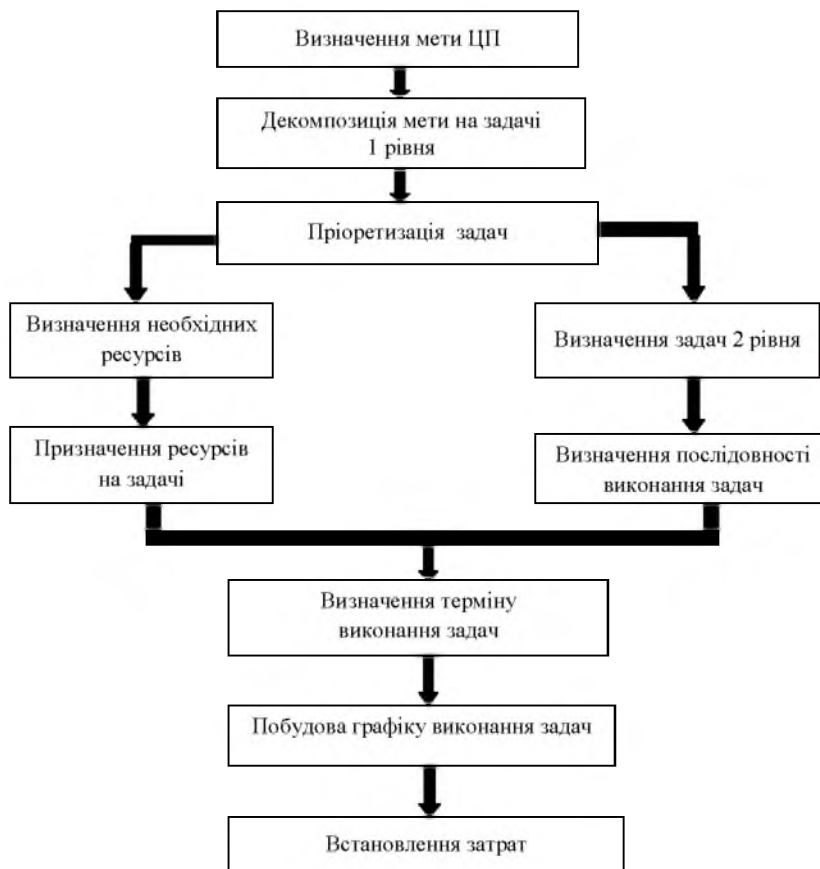 Визначення мети ЦП
Декомпозиція мети на задачі
1 рівня
Пріоретизація задач
Визначення необхідних
ресурсів
Визначення задач 2 рівня
Призначення ресурсів
на задачі
Визначення послідовності
виконання задач
Визначення терміну
виконання задач
Побудова графіку виконання задач
Встановлення затрат